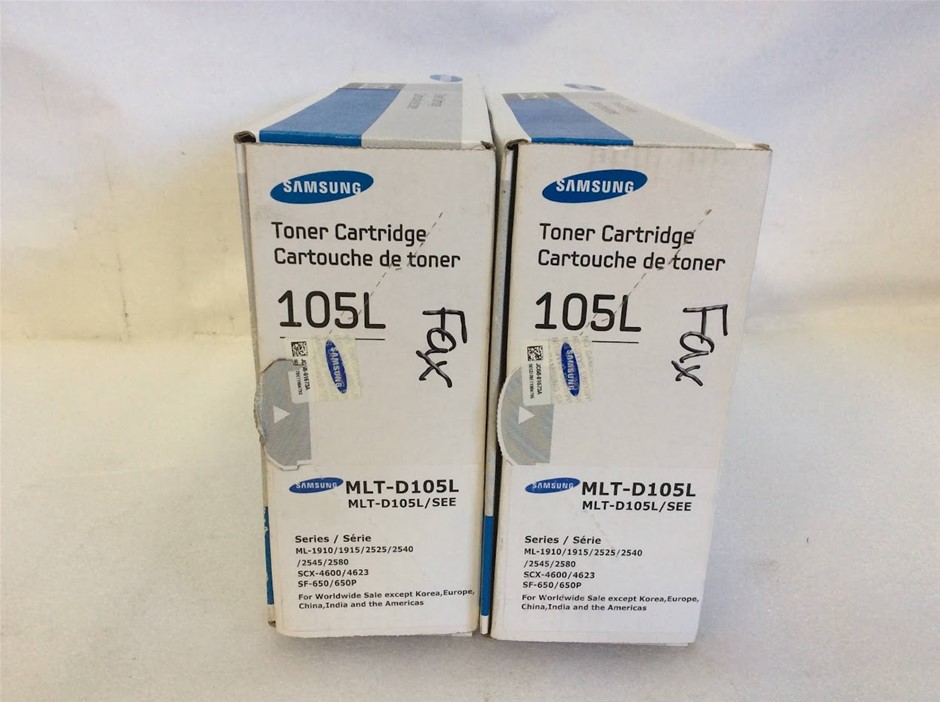 SAMSUNG
Toner Cartridge
Cartouche de toner
105L
Fax
SAMSUNG
SAMSUNG MLT-D105L
MLT-D105L/SEE
Series / Série
ML-1910/1915/2525/2540
/2545/2580
SCX-4600/4623
SF-650/650P
For Worldwide Sale except Korea,Europe,
China,India and the Americas
SAMSUNG
Toner Cartridge
Cartouche de toner
105L
Fax
SAMSUNG
SAMSUNG MLT-D105L
MLT-D105L/SEE
Series / Série
ML-1910/1915/2525/2540
/2545/2580
SCX-4600/4623
SF-650/650P
For Worldwide Sale except Korea,Europe,
China,India and the Americas